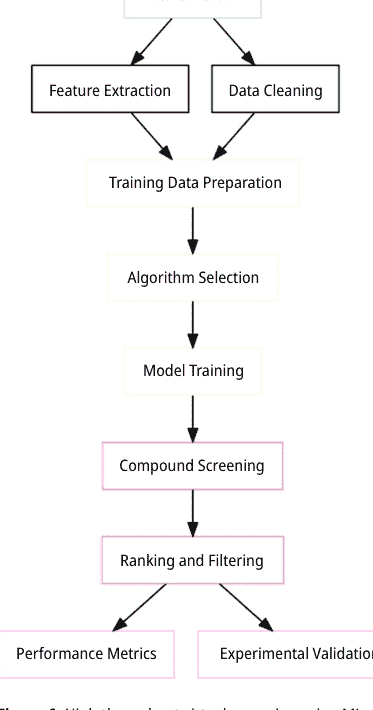 Feature Extraction
Data Cleaning
Training Data Preparation
Algorithm Selection
Model Training
Compound Screening
Ranking and Filtering
Performance Metrics
Experimental Validation